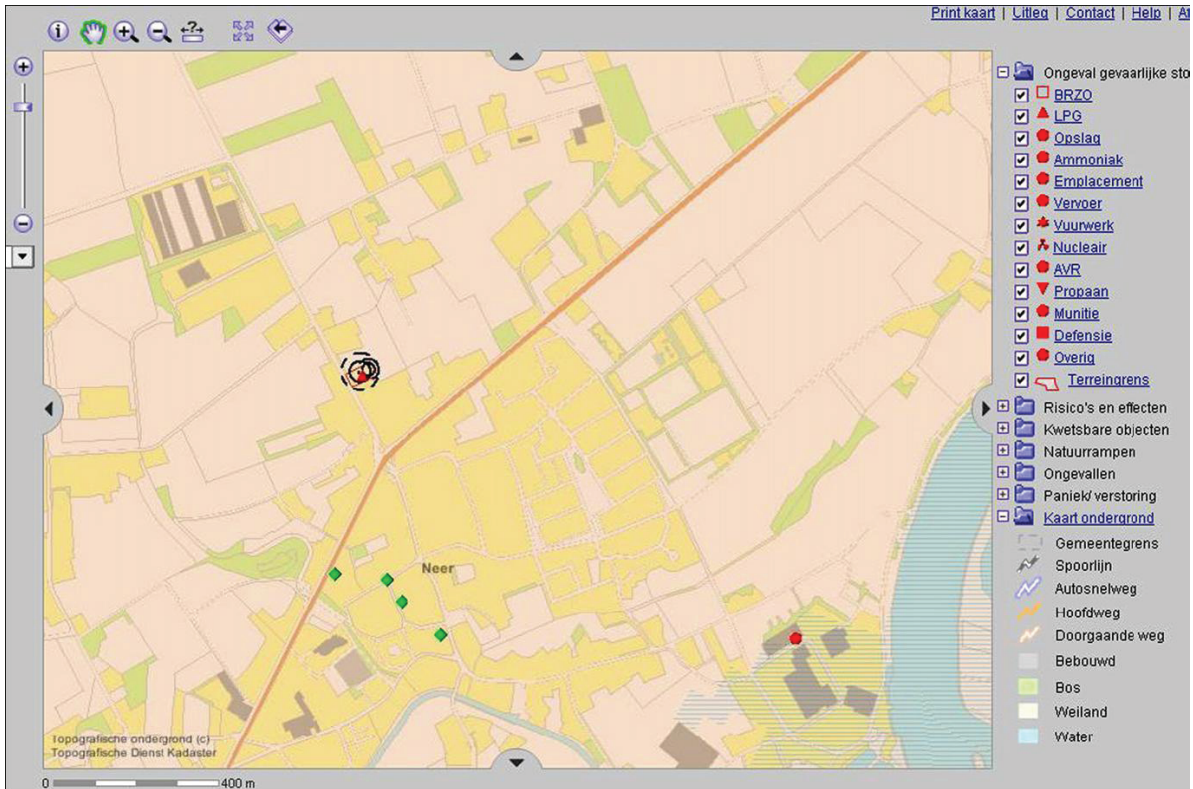 Print kaart | Uitleg | Contact | Help |
Ongeval gevaarlijke sto
BRZO
LPG
Opslag
Ammoniak
Emplacement
Vervoer
Vuurwerk
Nucleair
AVR
Propaan
Munitie
Defensie
Overig
Terreingrens
Risico's en effecten
Kwetsbare objecten
Natuurrampen
Ongevallen
Paniek/verstoring
Kaart ondergrond
Gemeentegrens
Spoorlijn
Autosnelweg
Hoofdweg
Doorgaande weg
Bebouwd
Bos
Weiland
Water
Neer
Topografische ondergrond (c)
Topografische Dienst Kadaster
0 400 m